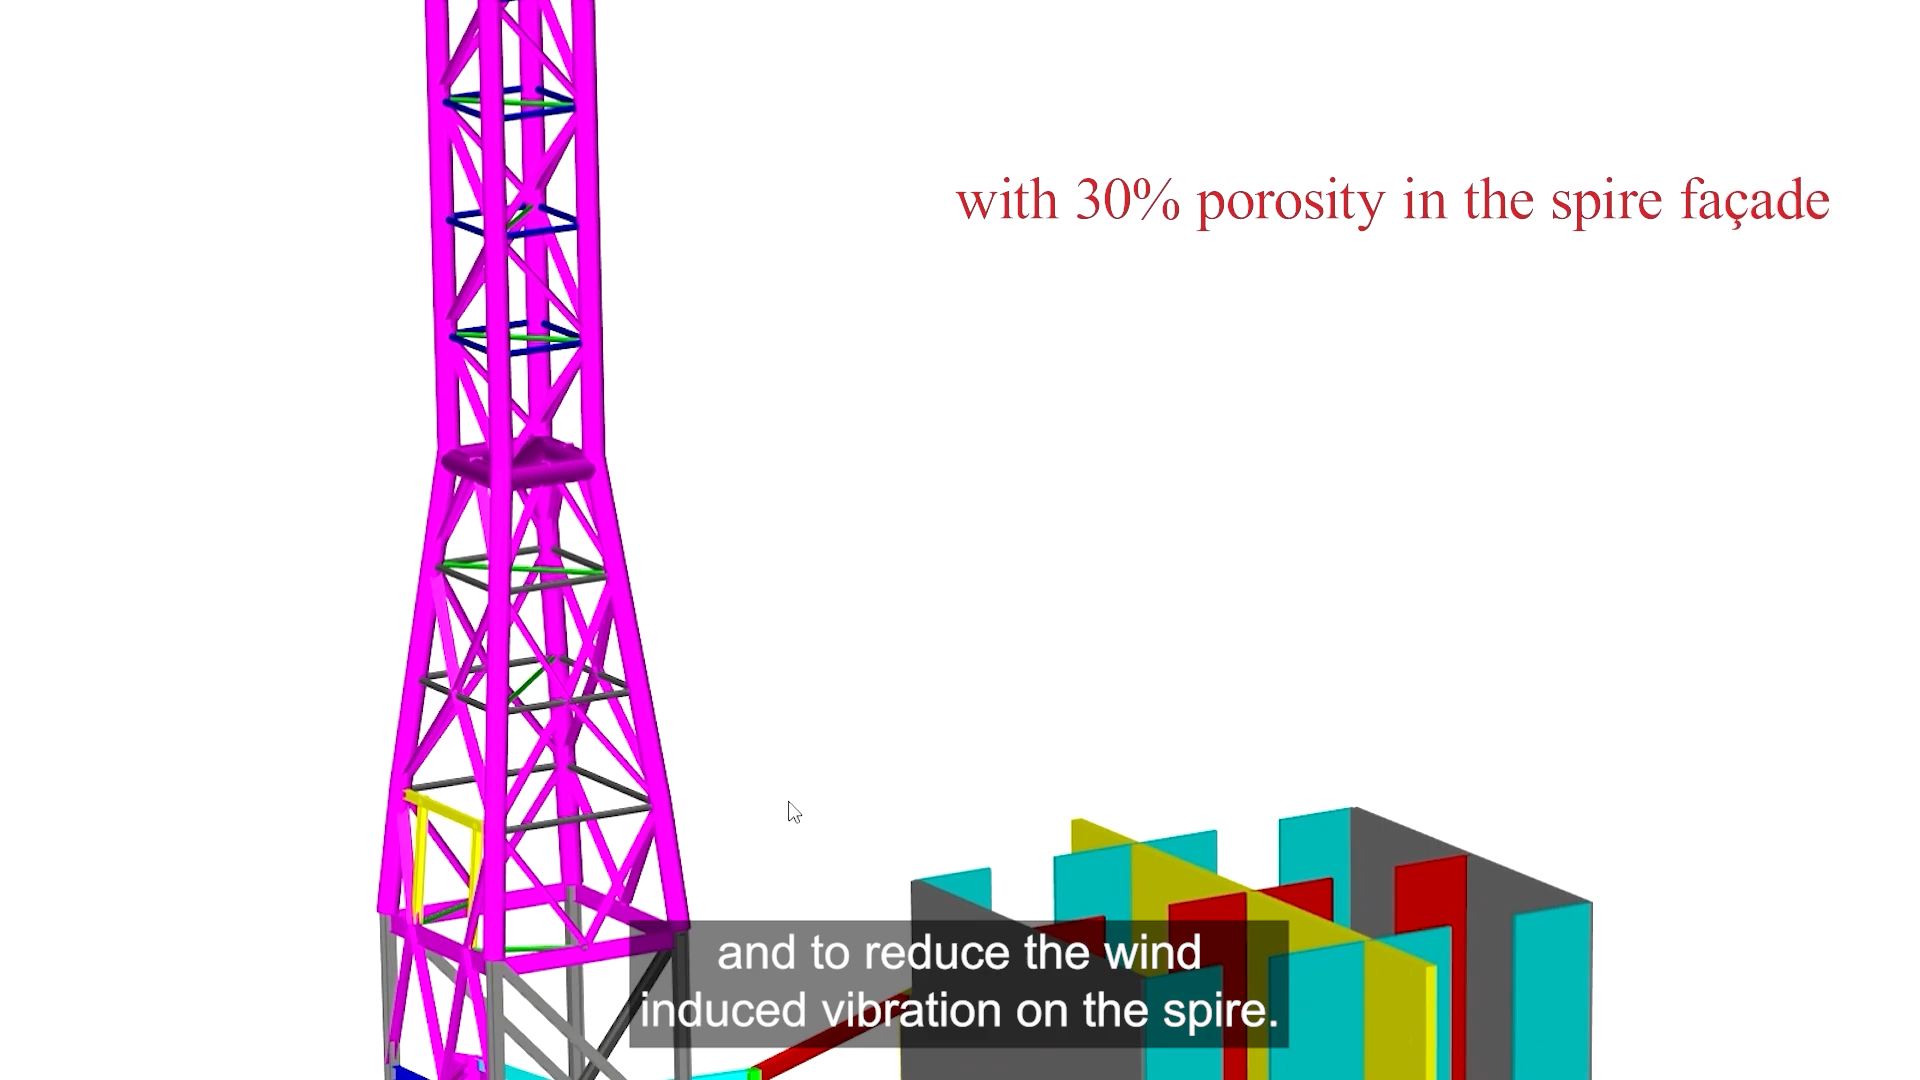 with 30% porosity in the spire façade
and to reduce the wind
induced vibration on the spire.